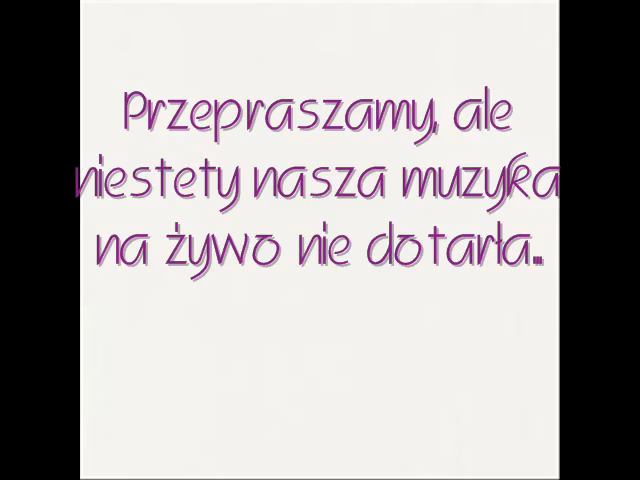 Przepraszamy, ale
niestety nasza muzyka
na żywo nie dotarła...